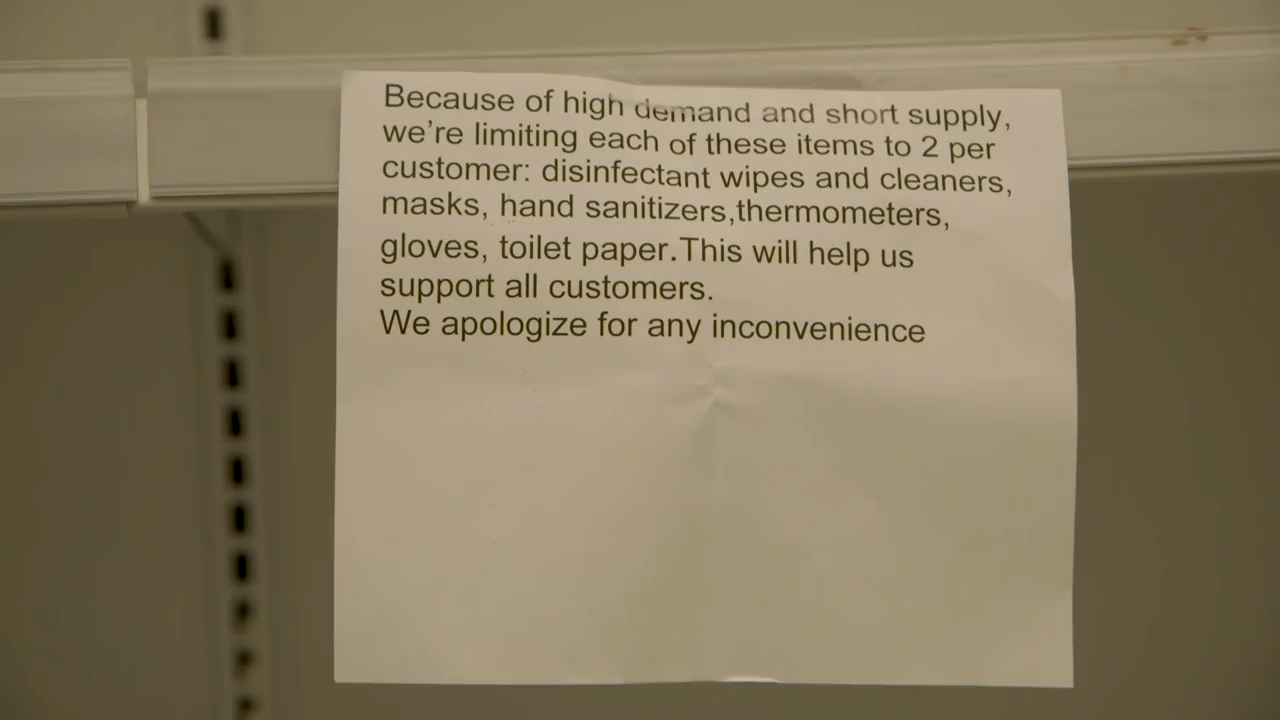 Because of high demand and short supply,
we're limiting each of these items to 2 per
customer: disinfectant wipes and cleaners,
masks, hand sanitizers,thermometers,
gloves, toilet paper.This will help us
support all customers.
We apologize for any inconvenience